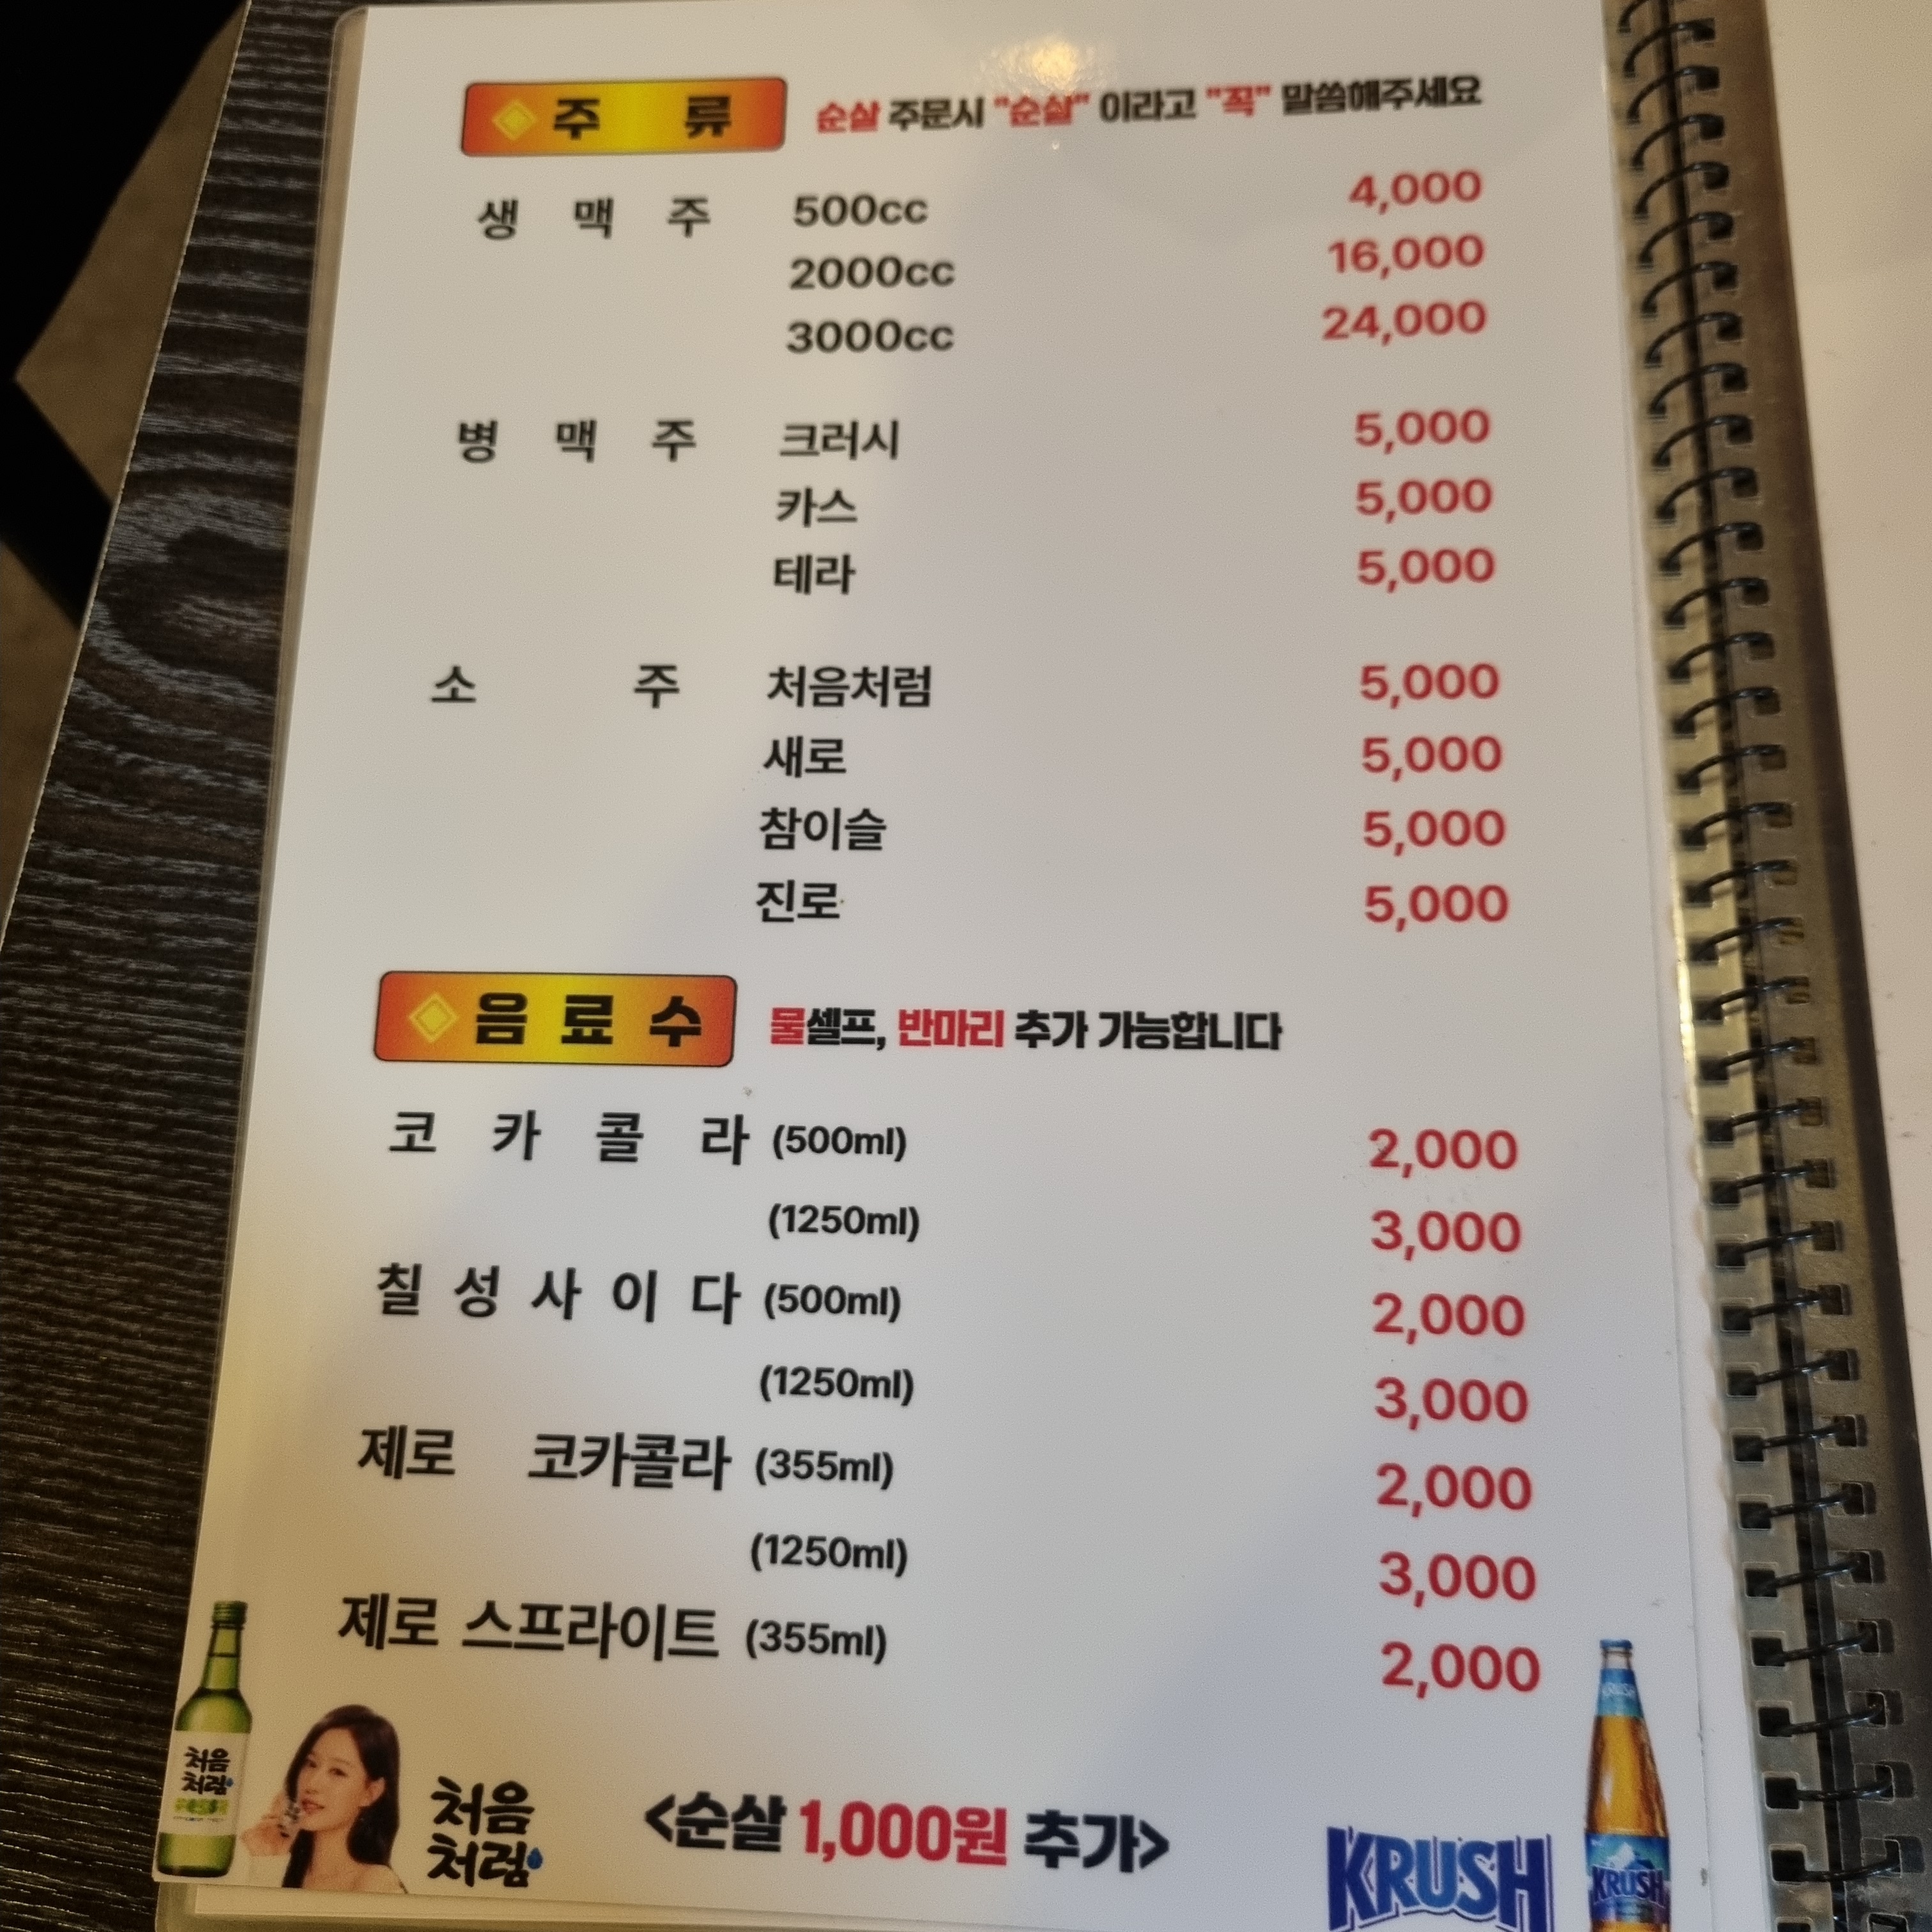 주 류 순살 주문시 "순살" 이라고 "꼭" 말씀해주세요
생 맥 주 500cc 4,000
2000cc 16,000
3000cc 24,000
병 맥 주 크러시 5,000
카스 5,000
테라 5,000
소 주 처음처럼 5,000
새로 5,000
참이슬 5,000
진로 5,000
음 료 수 물셀프, 반마리 추가 가능합니다
코 카 콜 라 (500ml) 2,000
(1250ml) 3,000
칠 성 사 이 다 (500ml) 2,000
(1250ml) 3,000
제로 코카콜라 (355ml) 2,000
(1250ml) 3,000
제로 스프라이트 (355ml) 2,000
처음
처럼
처음
처럼
<순살 1,000원 추가>
KRUSH
KRUSH
KRUSH